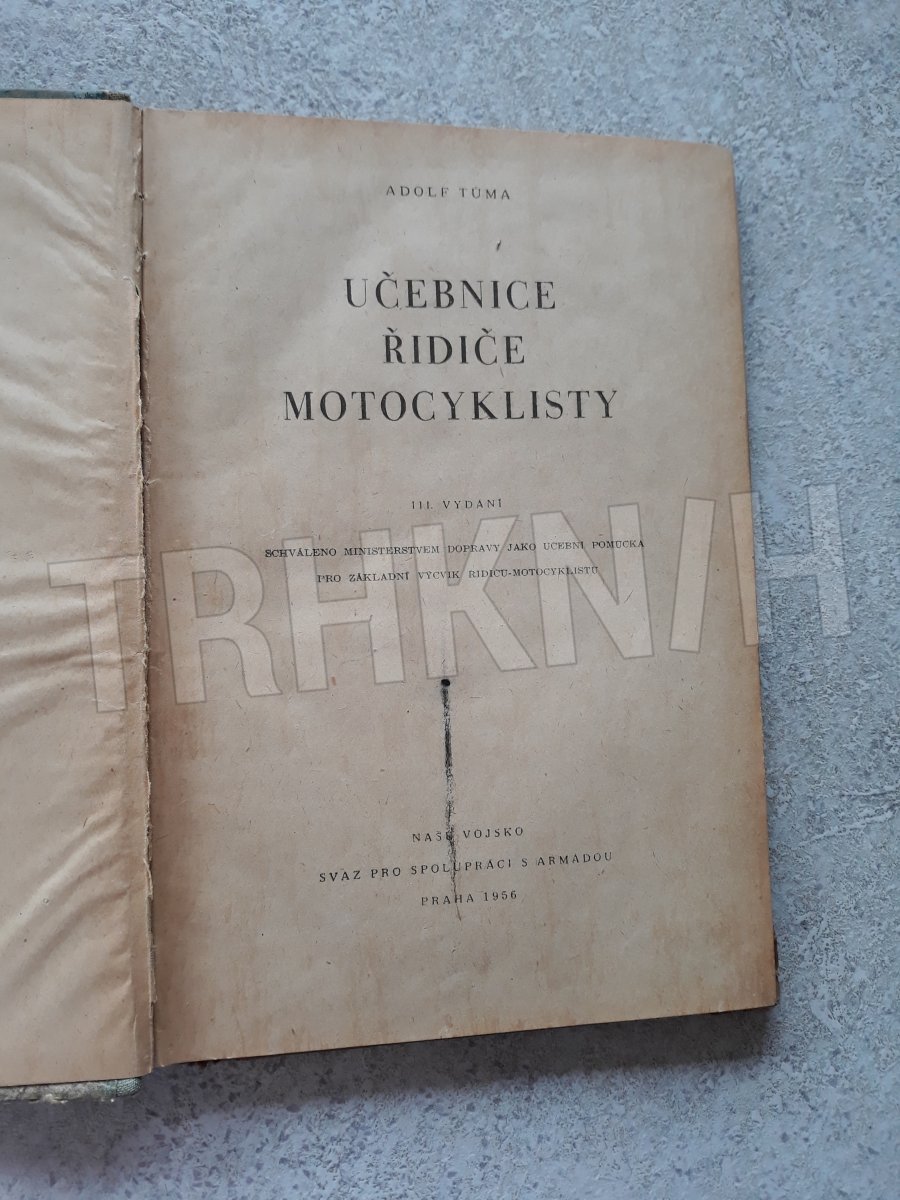 ADOLF TŮMA
UČEBNICE
ŘIDIČE
MOTOCYKLISTY
III. VYDÁNÍ
SCHVÁLENO MINISTERSTVEM DOPRAVY JAKO UČEBNÍ POMŮCKA
PRO ZÁKLADNÍ VÝCVIK ŘIDIČŮ-MOTOCYKLISTŮ
TRHKNIH
NAŠE VOJSKO
SVAZ PRO SPOLUPRÁCI S ARMÁDOU
PRAHA 1956